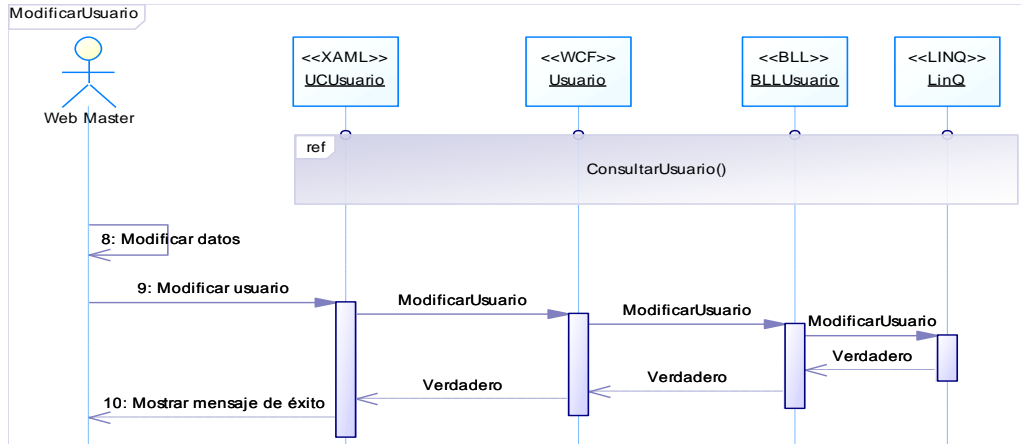 ModificarUsuario
Web Master
<<XAML>>
UCUsuario
<<WCF>>
Usuario
<<BLL>>
BLLUsuario
<<LINQ>>
LinQ
ref
ConsultarUsuario()
8: Modificar datos
9: Modificar usuario
ModificarUsuario
ModificarUsuario
ModificarUsuario
Verdadero
Verdadero
Verdadero
10: Mostrar mensaje de éxito